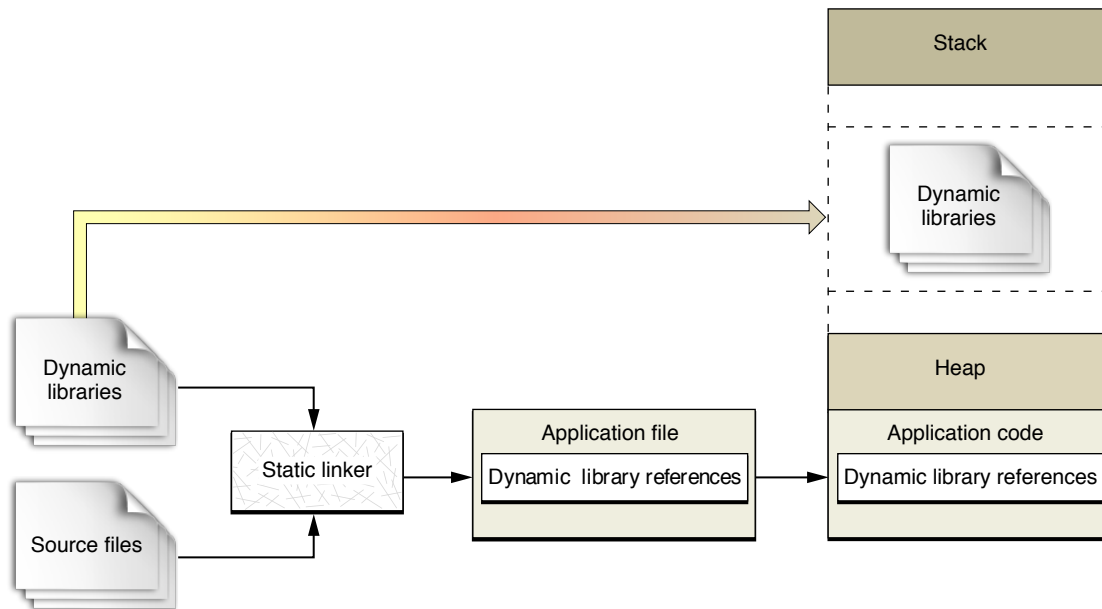 Stack
Dynamic
libraries
Dynamic
libraries
Heap
Application file
Application code
Static linker
Dynamic library references
Dynamic library references
Source files